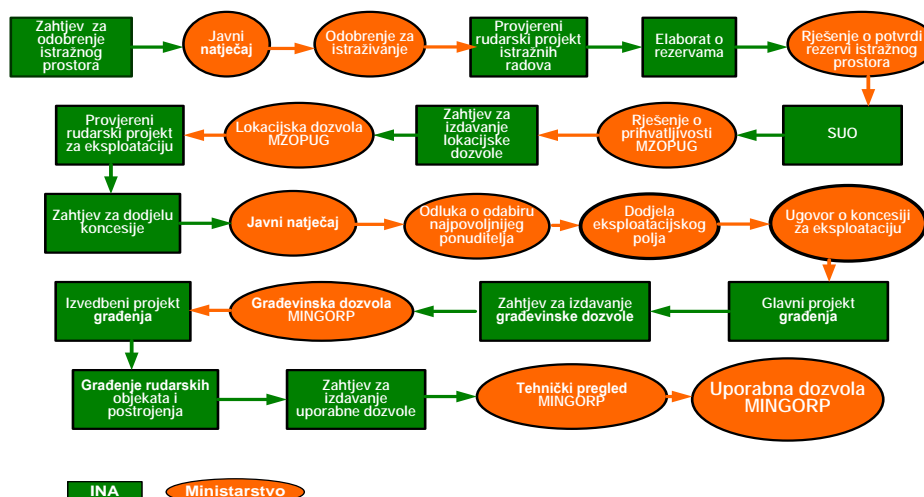 Zahtjev za
odobrenje
istražnog
prostora
Javni
natječaj
Odobrenje za
istraživanje
Provjereni
rudarski projekt
istražnih
radova
Elaborat o
rezervama
Rješenje o potvrdi
rezervi istražnog
prostora
Provjereni
rudarski projekt
za eksploataciju
Lokacijska dozvola
MZOPUG
Zahtjev za
izdavanje
lokacijske
dozvole
Rješenje o
prihvatljivosti
MZOPUG
SUO
Zahtjev za dodjelu
koncesije
Javni natječaj
Odluka o odabiru
najpovoljnijeg
ponuditelja
Dodjela
eksploatacijskog
polja
Ugovor o koncesiji
za eksploataciju
Izvedbeni projekt
građenja
Građevinska dozvola
MINGORP
Zahtjev za izdavanje
građevinske dozvole
Glavni projekt
građenja
Građenje rudarskih
objekata i
postrojenja
Zahtjev za
izdavanje
uporabne dozvole
Tehnički pregled
MINGORP
Uporabna dozvola
MINGORP
INA
Ministarstvo